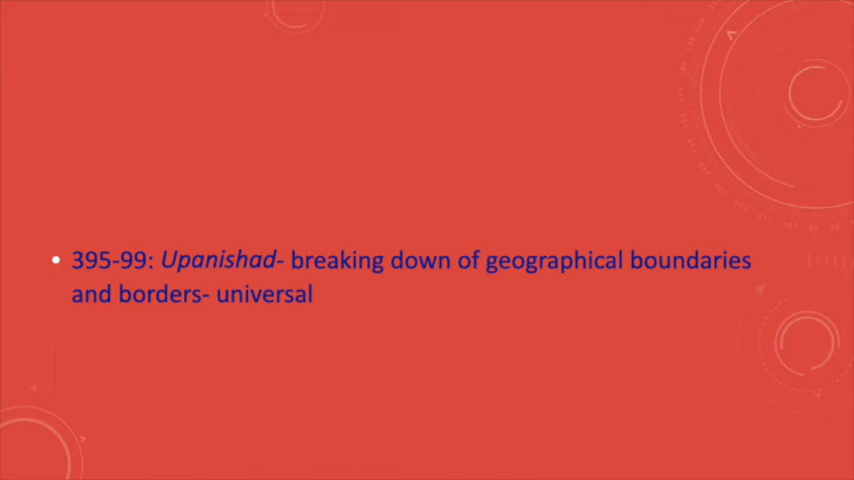 • 395-99: Upanishad- breaking down of geographical boundaries
and borders- universal